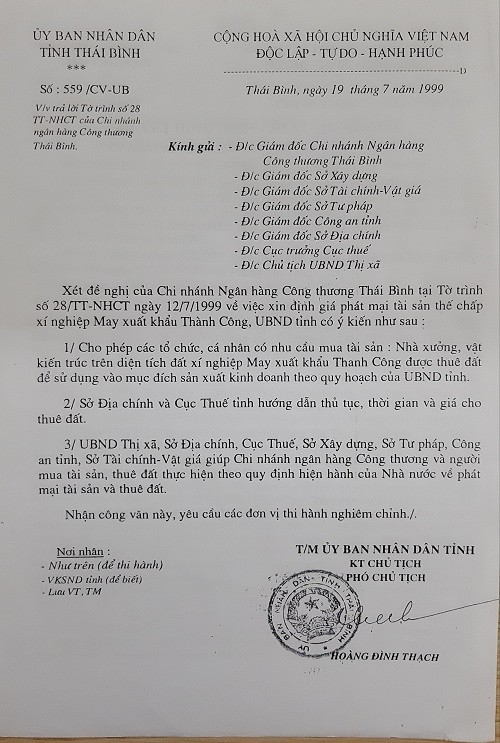 ỦY BAN NHÂN DÂN
TỈNH THÁI BÌNH
***
Số : 559 /CV-UB
V/v trả lời Tờ trình số 28
TT-NHCT của Chi nhánh
ngân hàng Công thương
Thái Bình.
CỘNG HOÀ XÃ HỘI CHỦ NGHĨA VIỆT NAM
ĐỘC LẬP - TỰ DO - HẠNH PHÚC
Thái Bình, ngày 19 tháng 7 năm 1999
Kính gửi : - Đ/c Giám đốc Chi nhánh Ngân hàng
Công thương Thái Bình
- Đ/c Giám đốc Sở Xây dựng
- Đ/c Giám đốc Sở Tài chính-Vật giá
- Đ/c Giám đốc Sở Tư pháp
- Đ/c Giám đốc Công an tỉnh
- Đ/c Giám đốc Sở Địa chính
- Đ/c Cục trưởng Cục thuế
- Đ/c Chủ tịch UBND Thị xã
Xét đề nghị của Chi nhánh Ngân hàng Công thương Thái Bình tại Tờ trình
số 28/TT-NHCT ngày 12/7/1999 về việc xin định giá phát mại tài sản thế chấp
xí nghiệp May xuất khẩu Thành Công, UBND tỉnh có ý kiến như sau :
1/ Cho phép các tổ chức, cá nhân có nhu cầu mua tài sản : Nhà xưởng, vật
kiến trúc trên diện tích đất xí nghiệp May xuất khẩu Thanh Công được thuê đất
để sử dụng vào mục đích sản xuất kinh doanh theo quy hoạch của UBND tỉnh.
2/ Sở Địa chính và Cục Thuế tỉnh hướng dẫn thủ tục, thời gian và giá cho
thuê đất.
3/ UBND Thị xã, Sở Địa chính, Cục Thuế, Sở Xây dựng, Sở Tư pháp, Công
an tỉnh, Sở Tài chính-Vật giá giúp Chi nhánh ngân hàng Công thương và người
mua tài sản, thuê đất thực hiện theo quy định hiện hành của Nhà nước về phát
mại tài sản và thuê đất.
Nhận công văn này, yêu cầu các đơn vị thi hành nghiêm chỉnh./.
Nơi nhận :
- Như trên (để thi hành)
- VKSND tỉnh (để biết)
- Lưu VT, TM
T/M ỦY BAN NHÂN DÂN TỈNH
KT CHỦ TỊCH
PHÓ CHỦ TỊCH
ỦY BAN NHÂN DÂN TỈNH THÁI BÌNH
HOÀNG ĐÌNH THẠCH